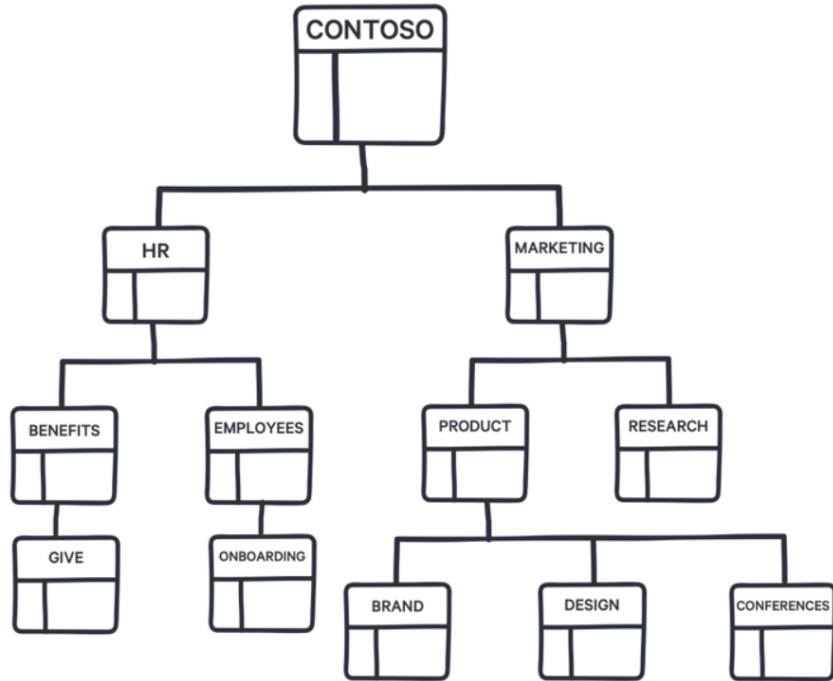 CONTOSO
HR
MARKETING
BENEFITS
EMPLOYEES
PRODUCT
RESEARCH
GIVE
ONBOARDING
BRAND
DESIGN
CONFERENCES